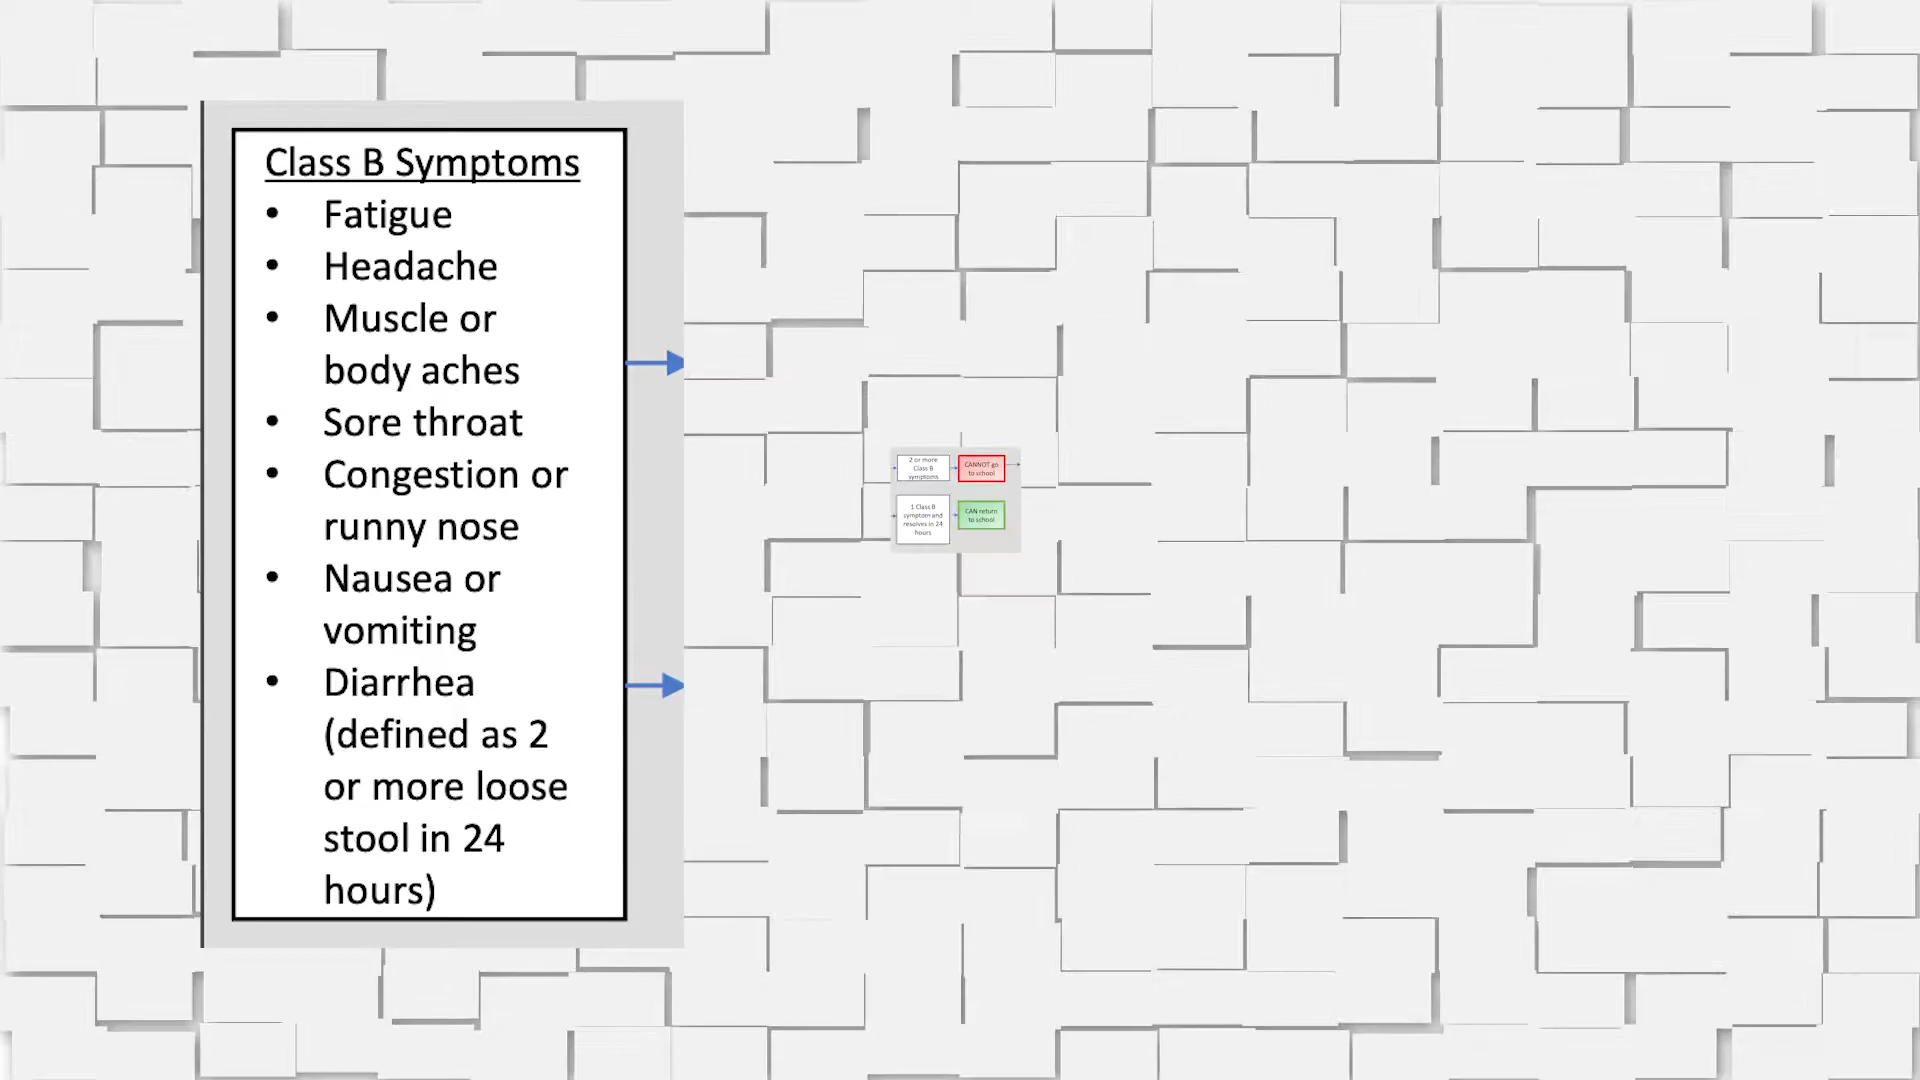 Class B Symptoms
• Fatigue
• Headache
• Muscle or
body aches
• Sore throat
• Congestion or
runny nose
• Nausea or
vomiting
• Diarrhea
(defined as 2
or more loose
stool in 24
hours)
2 or more
Class B
symptoms
CANNOT go
to school
1 Class B
symptom and
resolves in 24
hours
CAN return
to school